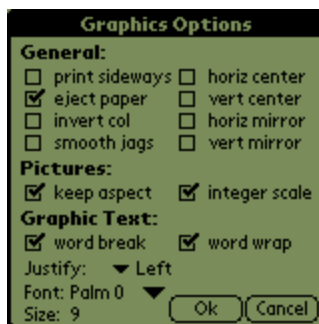 Graphics Options
General:
print sideways horiz center
eject paper vert center
invert col horiz mirror
smooth jags vert mirror
Pictures:
keep aspect integer scale
Graphic Text:
word break word wrap
Justify: Left
Font: Palm 0
Size: 9 Ok Cancel